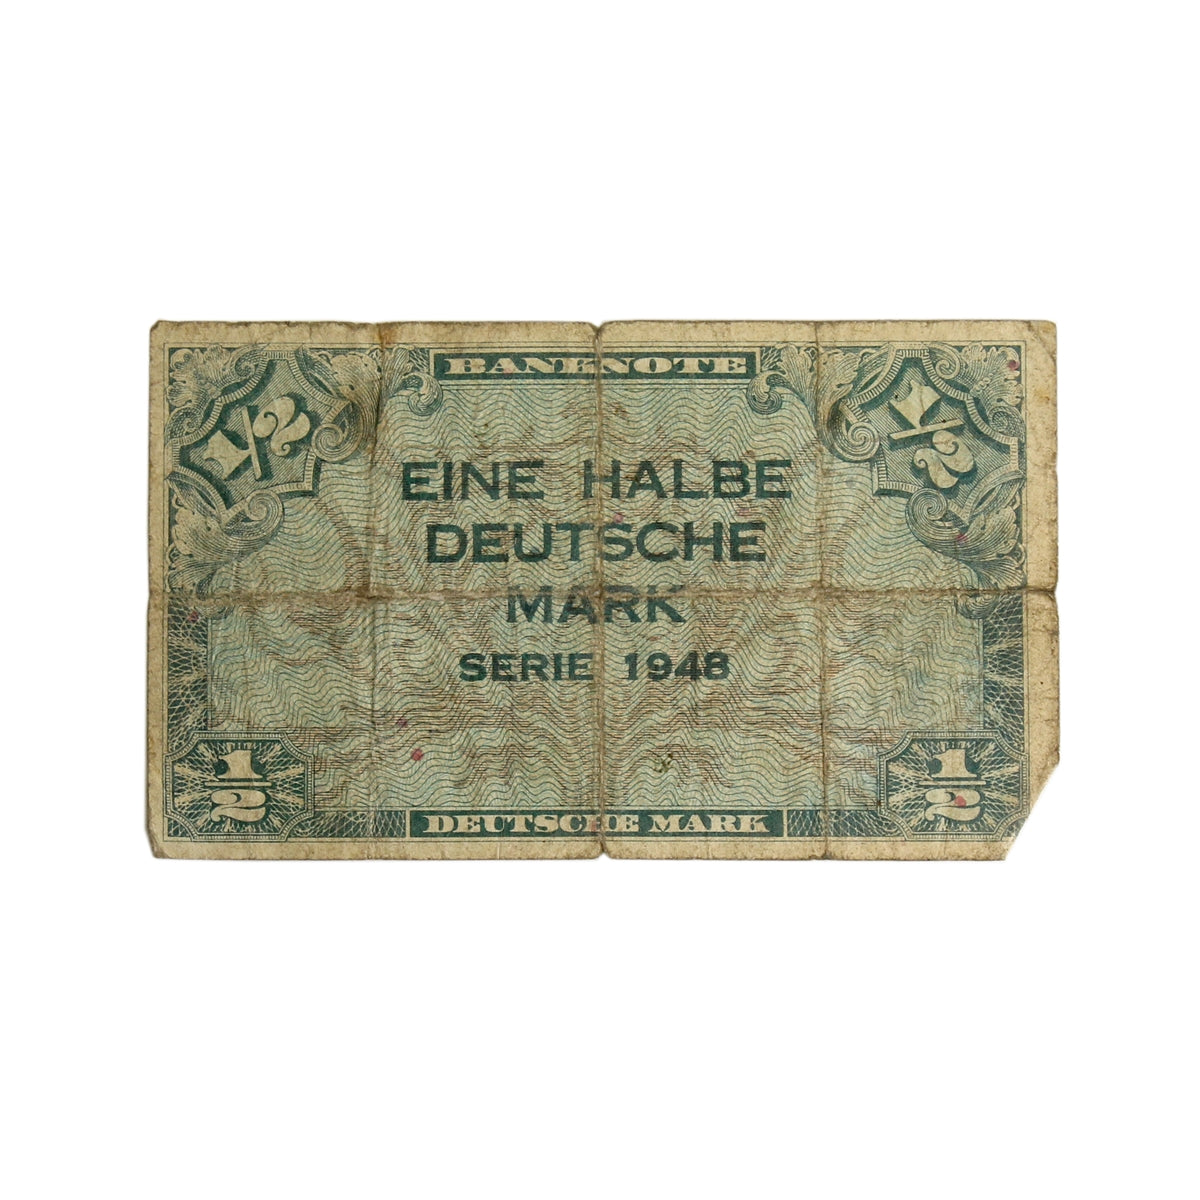 BANKNOTE
1/2 1/2
EINE HALBE
DEUTSCHE
MARK
SERIE 1948
1/2 1/2
DEUTSCHE MARK